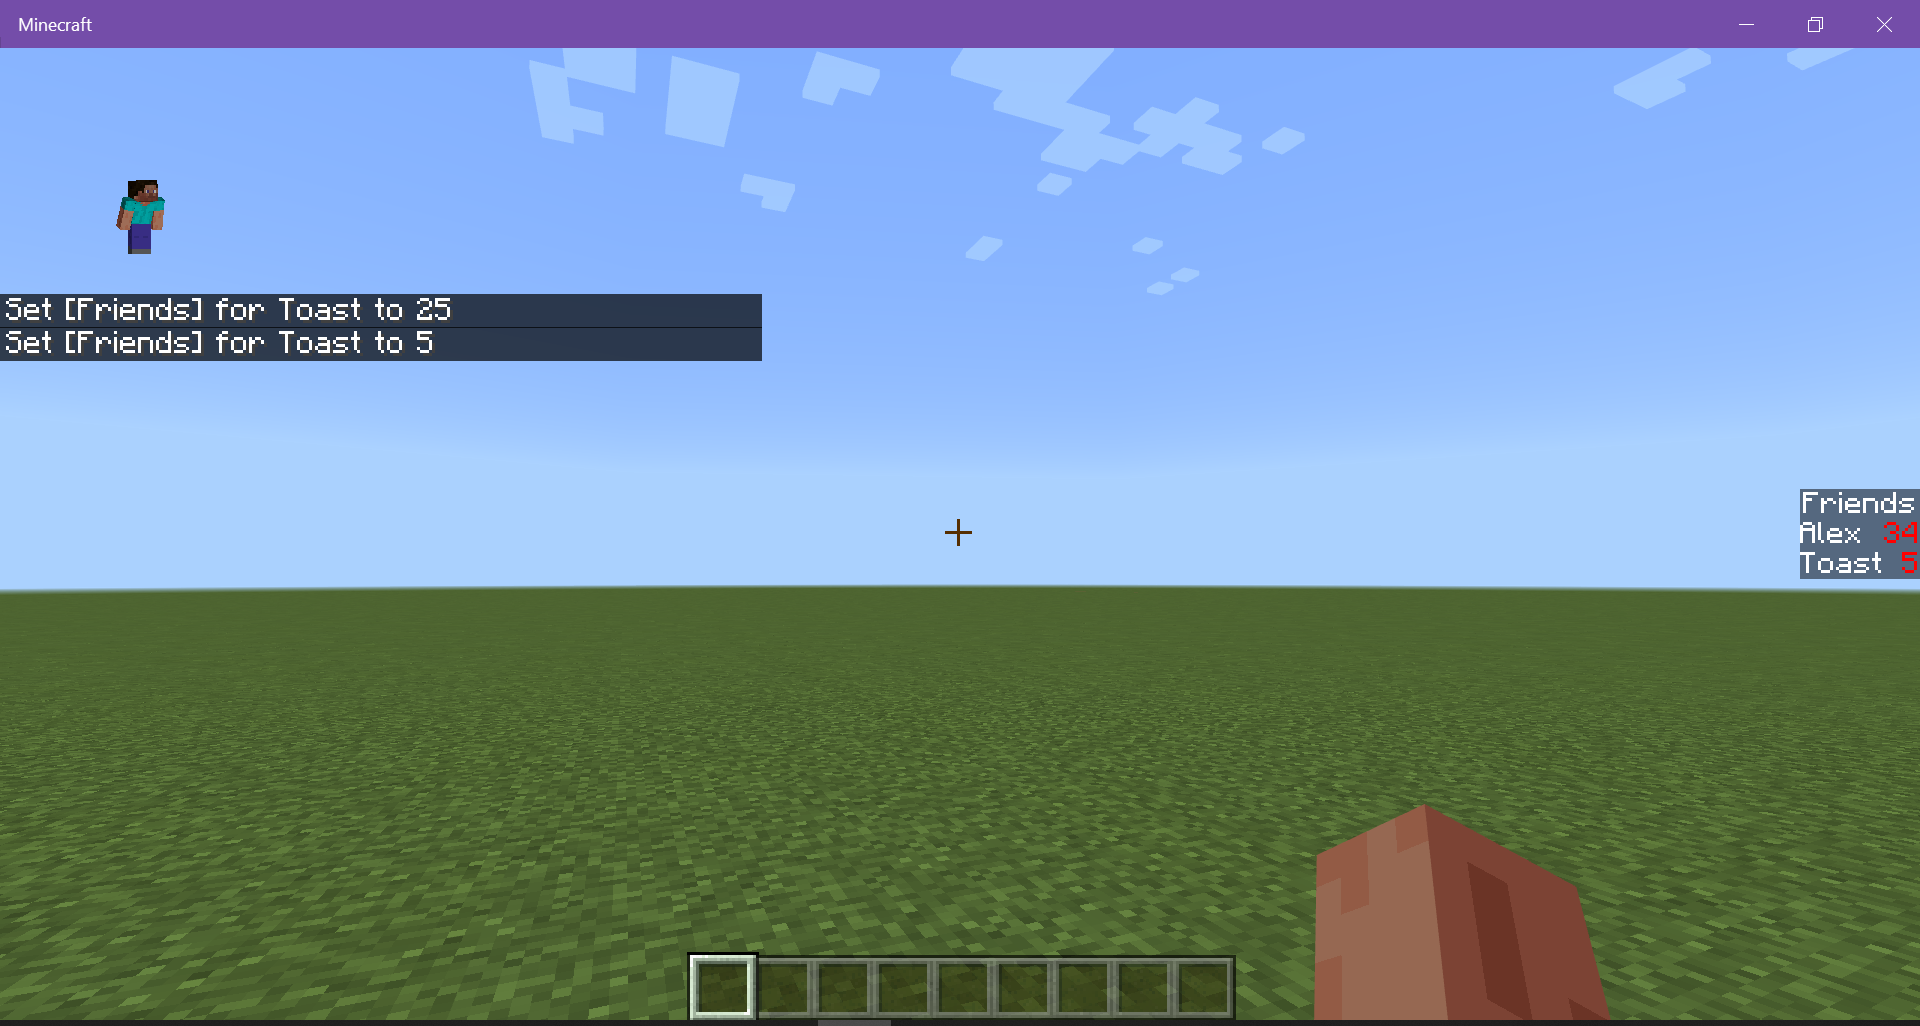 Minecraft
Set [Friends] for Toast to 25
Set [Friends] for Toast to 5
Friends
Alex 34
Toast 5